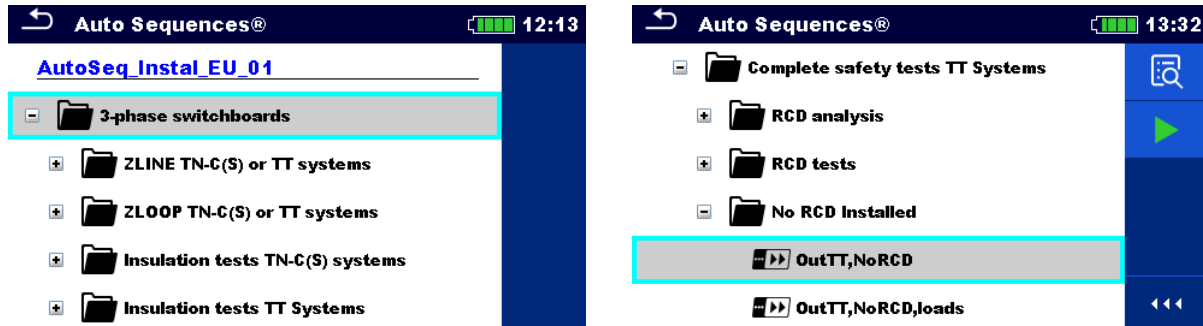 Auto Sequences® 12:13
AutoSeq_Instal_EU_01
3-phase switchboards
ZLINE TN-C(S) or TT systems
ZLOOP TN-C(S) or TT systems
Insulation tests TN-C(S) systems
Insulation tests TT Systems
Auto Sequences® 13:32
Complete safety tests TT Systems
RCD analysis
RCD tests
No RCD Installed
OutTT,NoRCD
OutTT,NoRCD,loads